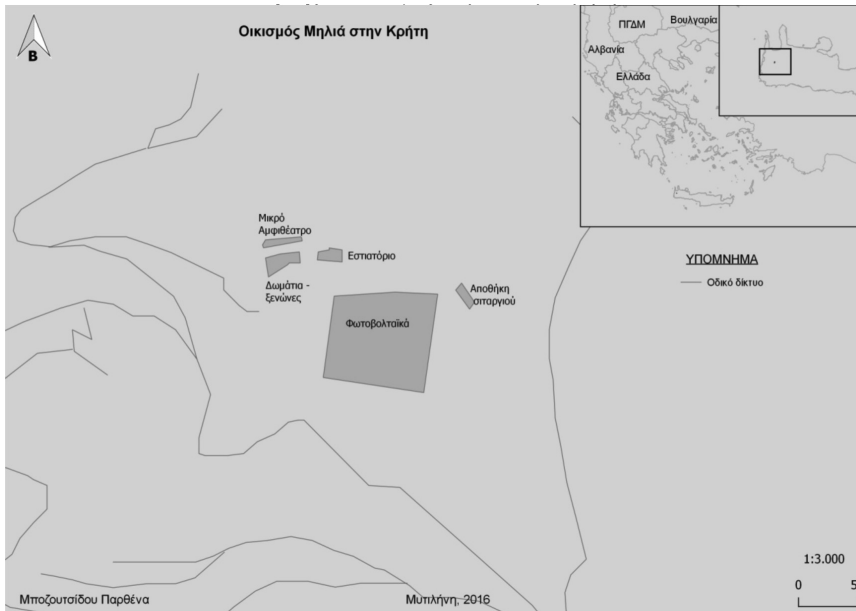 Οικισμός Μηλιά στην Κρήτη
Β
ΠΓΔΜ
Βουλγαρία
Αλβανία
Ελλάδα
Μικρό
Αμφιθέατρο
Εστιατόριο
Δωμάτια -
ξενώνες
Αποθήκη
σιταργιού
Φωτοβολταϊκά
ΥΠΟΜΝΗΜΑ
Οδικό δίκτυο
1:3.000
0 5
Μποζουτσίδου Παρθένα
Μυτιλήνη, 2016